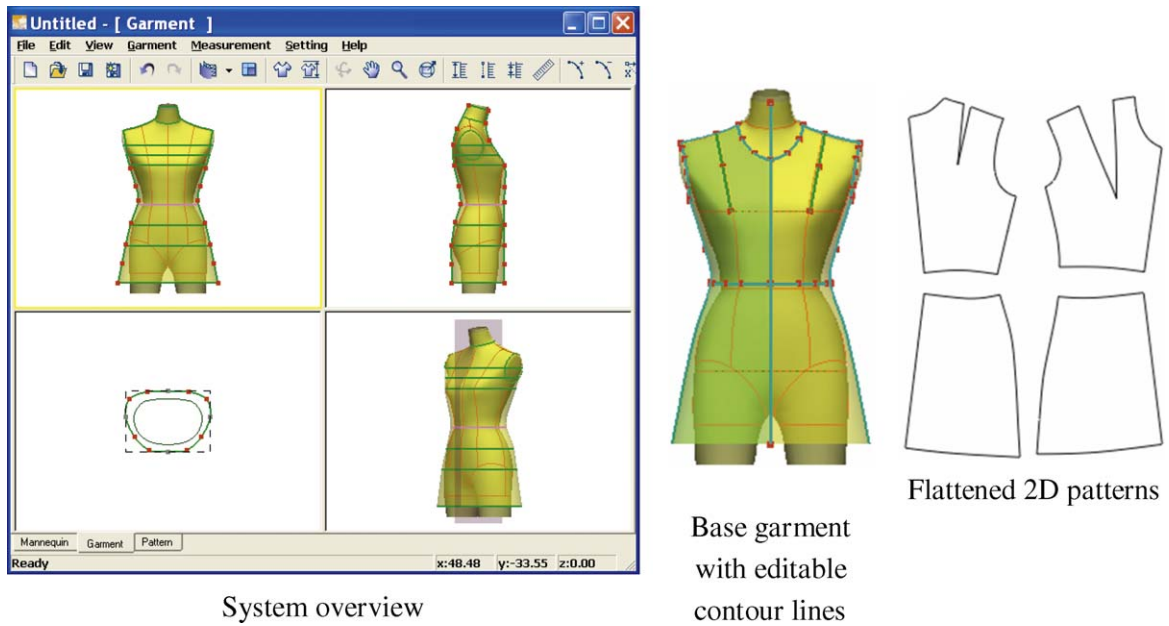 Untitled - [ Garment ]
File Edit View Garment Measurement Setting Help
Mannequin Garment Pattern
Ready x:48.48 y:-33.55 z:0.00
System overview
Base garment
with editable
contour lines
Flattened 2D patterns